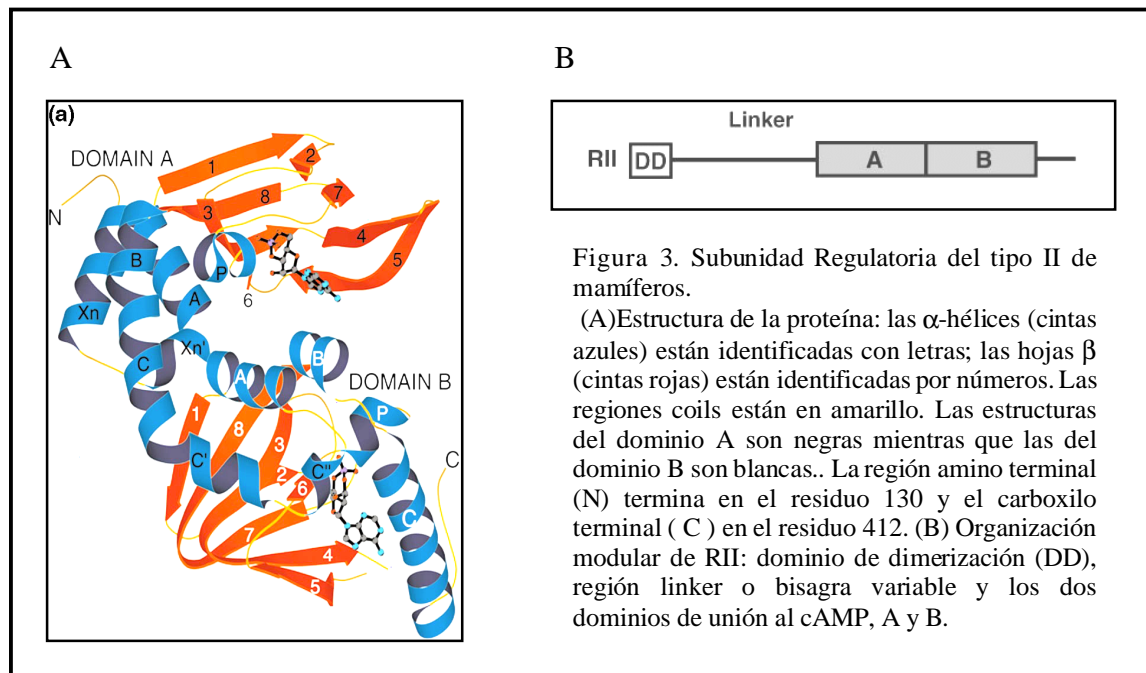 A
B
(a)
DOMAIN A
N
1
2
3
8
7
4
5
6
P
B
A
Xn
Xn'
C
A
B
DOMAIN B
P
C
1
8
3
2
6
C'
C''
7
4
5
C
Linker
RII DD A B
Figura 3. Subunidad Regulatoria del tipo II de
mamíferos.
(A)Estructura de la proteína: las α-hélices (cintas
azules) están identificadas con letras; las hojas β
(cintas rojas) están identificadas por números. Las
regiones coils están en amarillo. Las estructuras
del dominio A son negras mientras que las del
dominio B son blancas.. La región amino terminal
(N) termina en el residuo 130 y el carboxilo
terminal ( C ) en el residuo 412. (B) Organización
modular de RII: dominio de dimerización (DD),
región linker o bisagra variable y los dos
dominios de unión al cAMP, A y B.